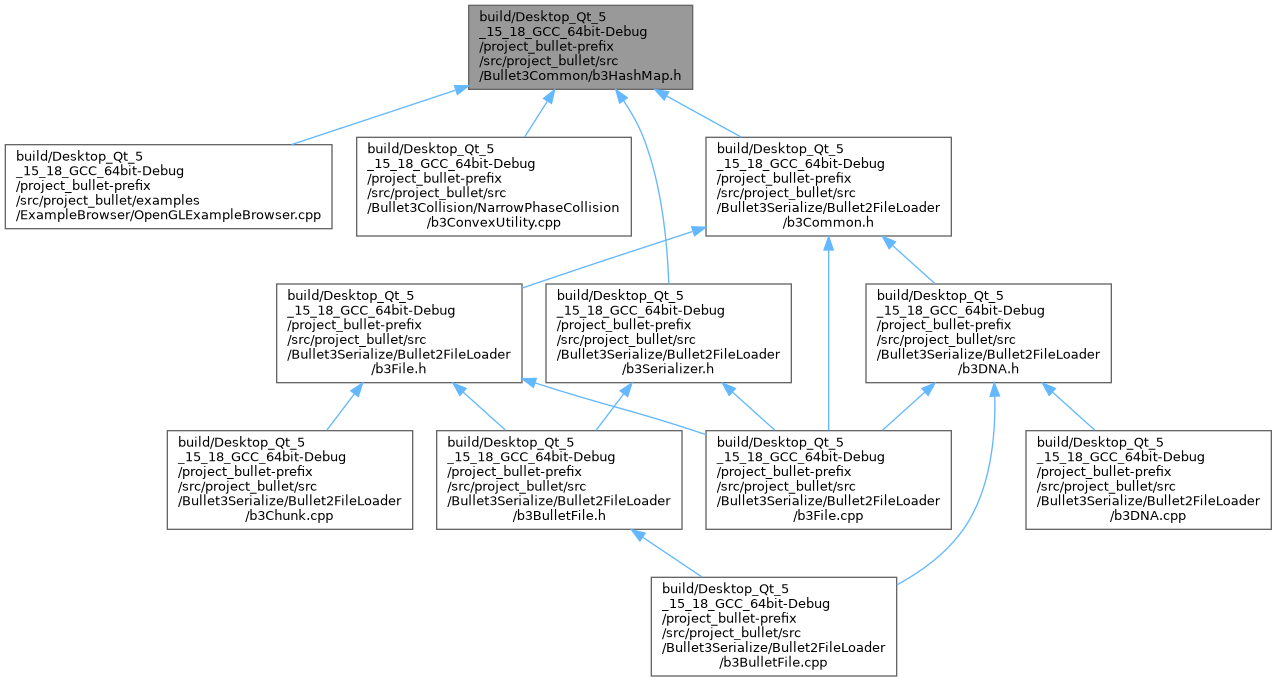 build/Desktop_Qt_5
_15_18_GCC_64bit-Debug
/project_bullet-prefix
/src/project_bullet/src
/Bullet3Common/b3HashMap.h
build/Desktop_Qt_5
_15_18_GCC_64bit-Debug
/project_bullet-prefix
/src/project_bullet/examples
/ExampleBrowser/OpenGLExampleBrowser.cpp
build/Desktop_Qt_5
_15_18_GCC_64bit-Debug
/project_bullet-prefix
/src/project_bullet/src
/Bullet3Collision/NarrowPhaseCollision
/b3ConvexUtility.cpp
build/Desktop_Qt_5
_15_18_GCC_64bit-Debug
/project_bullet-prefix
/src/project_bullet/src
/Bullet3Serialize/Bullet2FileLoader
/b3Common.h
build/Desktop_Qt_5
_15_18_GCC_64bit-Debug
/project_bullet-prefix
/src/project_bullet/src
/Bullet3Serialize/Bullet2FileLoader
/b3File.h
build/Desktop_Qt_5
_15_18_GCC_64bit-Debug
/project_bullet-prefix
/src/project_bullet/src
/Bullet3Serialize/Bullet2FileLoader
/b3Serializer.h
build/Desktop_Qt_5
_15_18_GCC_64bit-Debug
/project_bullet-prefix
/src/project_bullet/src
/Bullet3Serialize/Bullet2FileLoader
/b3DNA.h
build/Desktop_Qt_5
_15_18_GCC_64bit-Debug
/project_bullet-prefix
/src/project_bullet/src
/Bullet3Serialize/Bullet2FileLoader
/b3Chunk.cpp
build/Desktop_Qt_5
_15_18_GCC_64bit-Debug
/project_bullet-prefix
/src/project_bullet/src
/Bullet3Serialize/Bullet2FileLoader
/b3BulletFile.h
build/Desktop_Qt_5
_15_18_GCC_64bit-Debug
/project_bullet-prefix
/src/project_bullet/src
/Bullet3Serialize/Bullet2FileLoader
/b3File.cpp
build/Desktop_Qt_5
_15_18_GCC_64bit-Debug
/project_bullet-prefix
/src/project_bullet/src
/Bullet3Serialize/Bullet2FileLoader
/b3DNA.cpp
build/Desktop_Qt_5
_15_18_GCC_64bit-Debug
/project_bullet-prefix
/src/project_bullet/src
/Bullet3Serialize/Bullet2FileLoader
/b3BulletFile.cpp